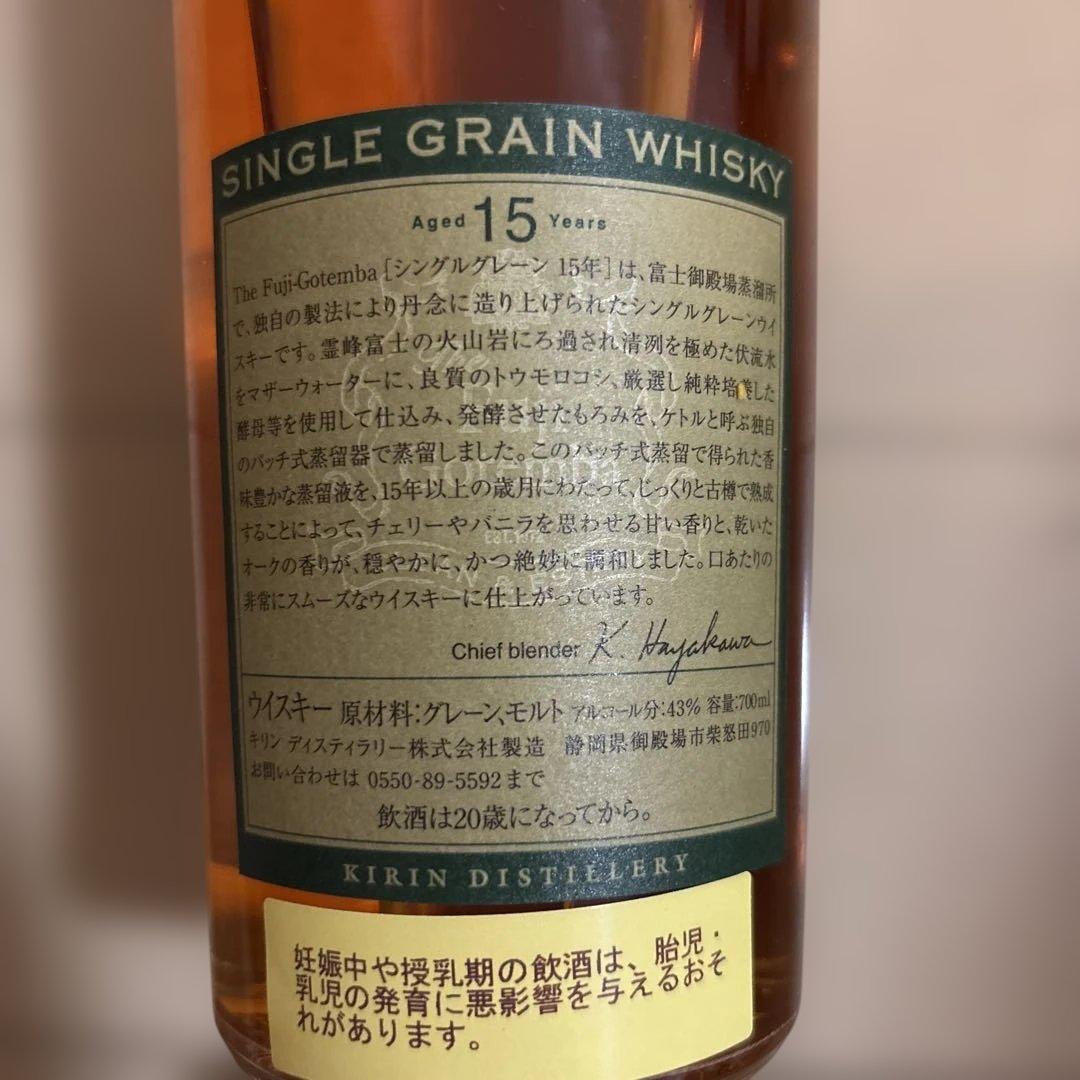 SINGLE GRAIN WHISKY
Aged 15 Years
The Fuji-Gotemba [シングルグレーン 15年] は、富士御殿場蒸溜所
で、独自の製法により丹念に造り上げられたシングルグレーンウイ
スキーです。霊峰富士の火山岩にろ過され清冽を極めた伏流水
をマザーウォーターに、良質のトウモロコシ、厳選し純粋培養した
酵母等を使用して仕込み、発酵させたもろみを、ケトルと呼ぶ独自
のバッチ式蒸留器で蒸留しました。このバッチ式蒸留で得られた香
味豊かな蒸留液を、15年以上の歳月にわたって、じっくりと古樽で熟成
することによって、チェリーやバニラを思わせる甘い香りと、乾いた
オークの香りが、穏やかに、かつ絶妙に調和しました。口あたりの
非常にスムーズなウイスキーに仕上がっています。
Chief blender K. Hayakawa
ウイスキー 原材料:グレーン、モルト アルコール分:43% 容量:700ml
キリン ディスティラリー株式会社製造 静岡県御殿場市柴怒田970
お問い合わせは 0550-89-5592まで
飲酒は20歳になってから。
KIRIN DISTILLERY
妊娠中や授乳期の飲酒は、胎児・
乳児の発育に悪影響を与えるおそ
れがあります。